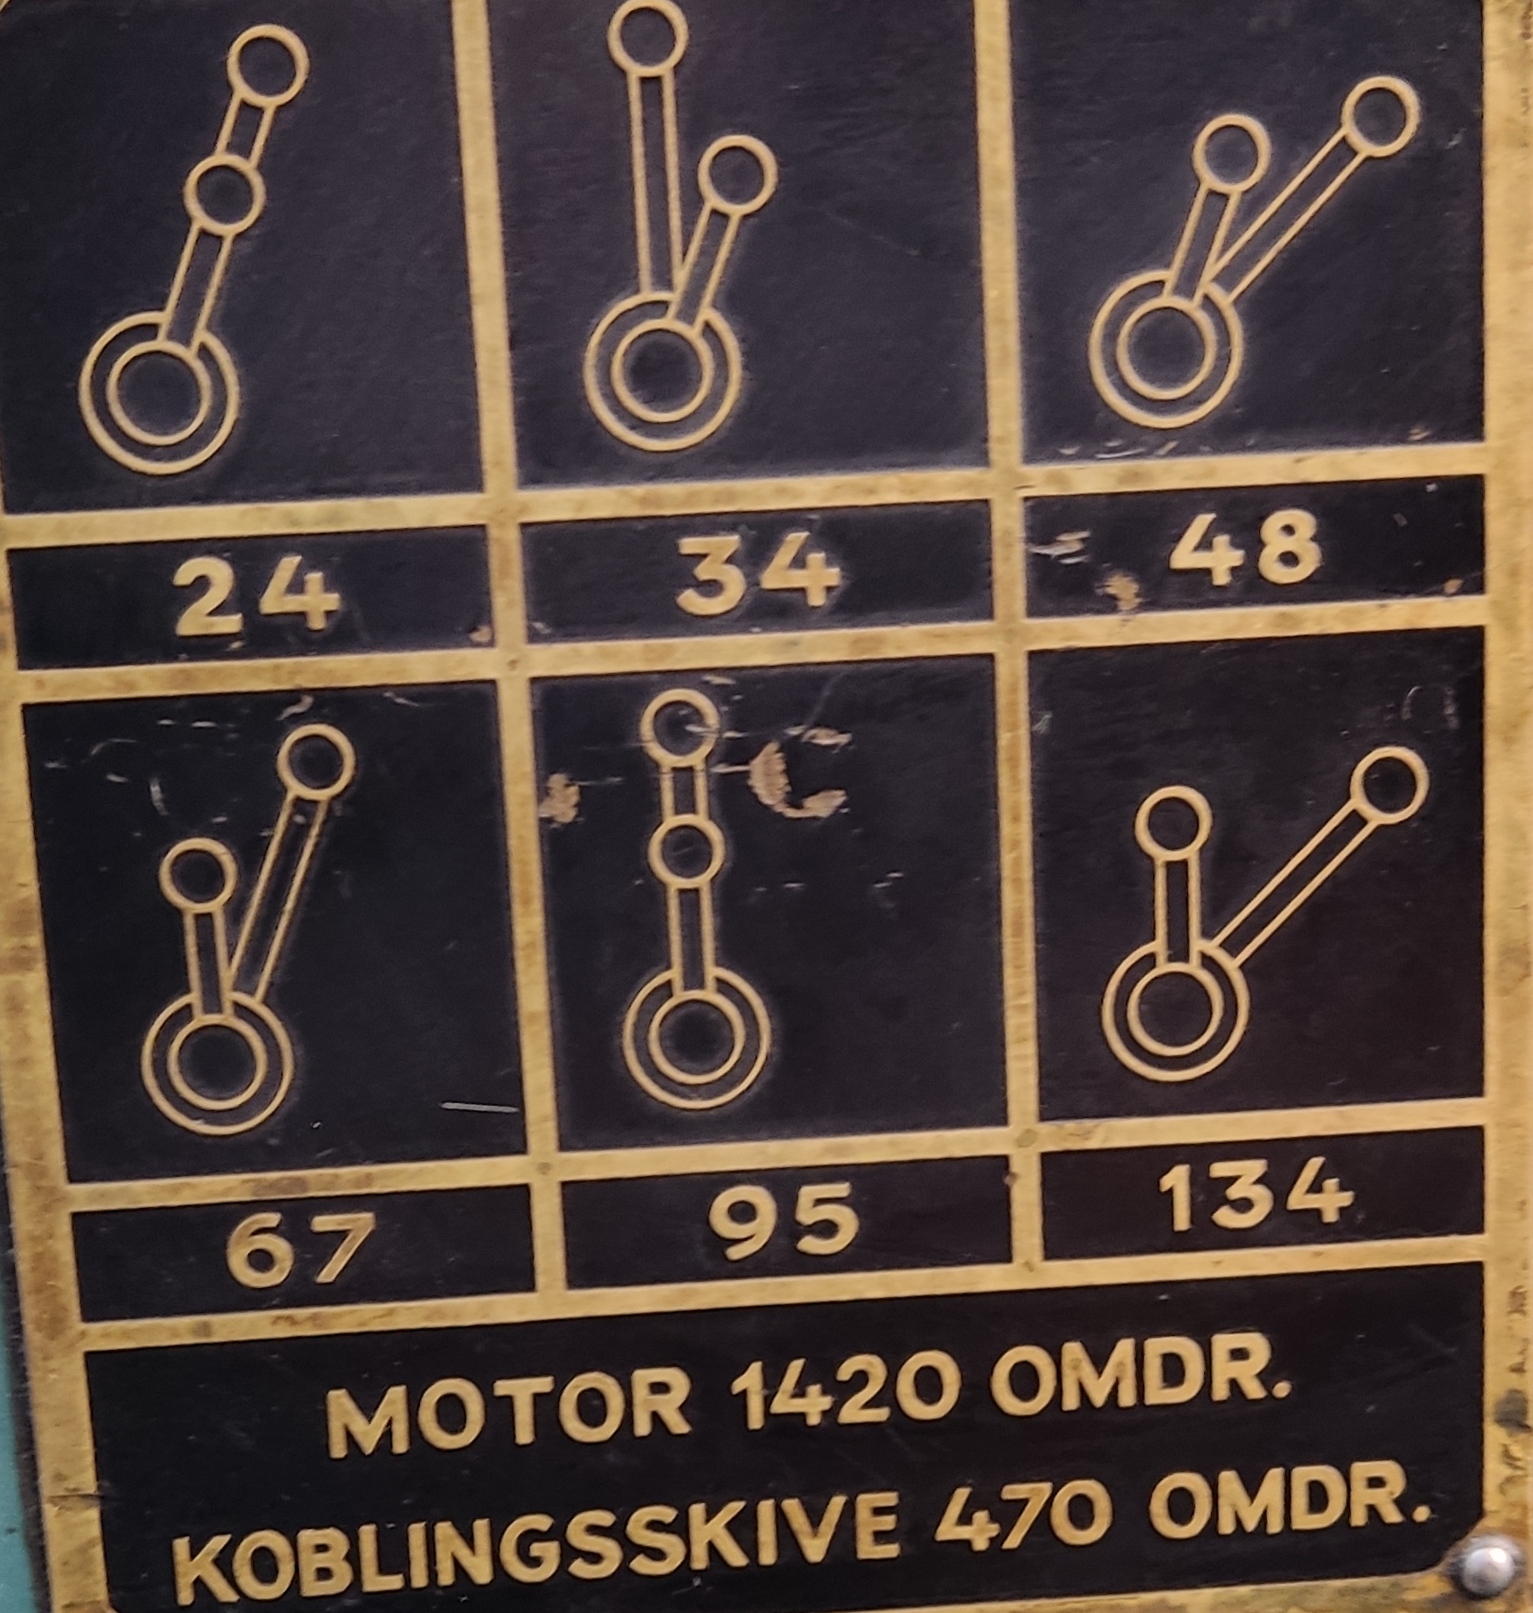 24 34 48
67 95 134
MOTOR 1420 OMDR.
KOBLINGSSKIVE 470 OMDR.